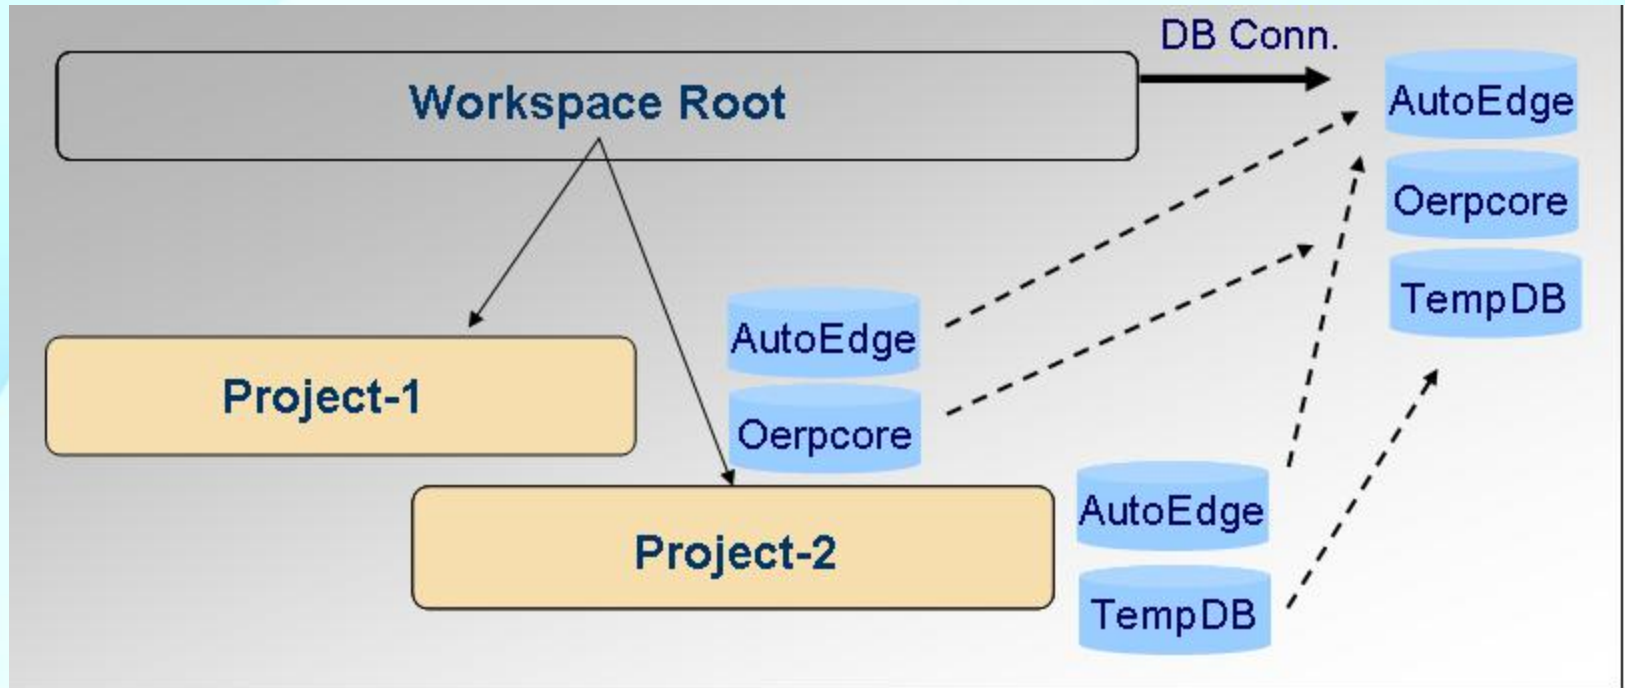 DB Conn.
Workspace Root
AutoEdge
Oerpcore
TempDB
AutoEdge
Project-1
Oerpcore
AutoEdge
Project-2
TempDB